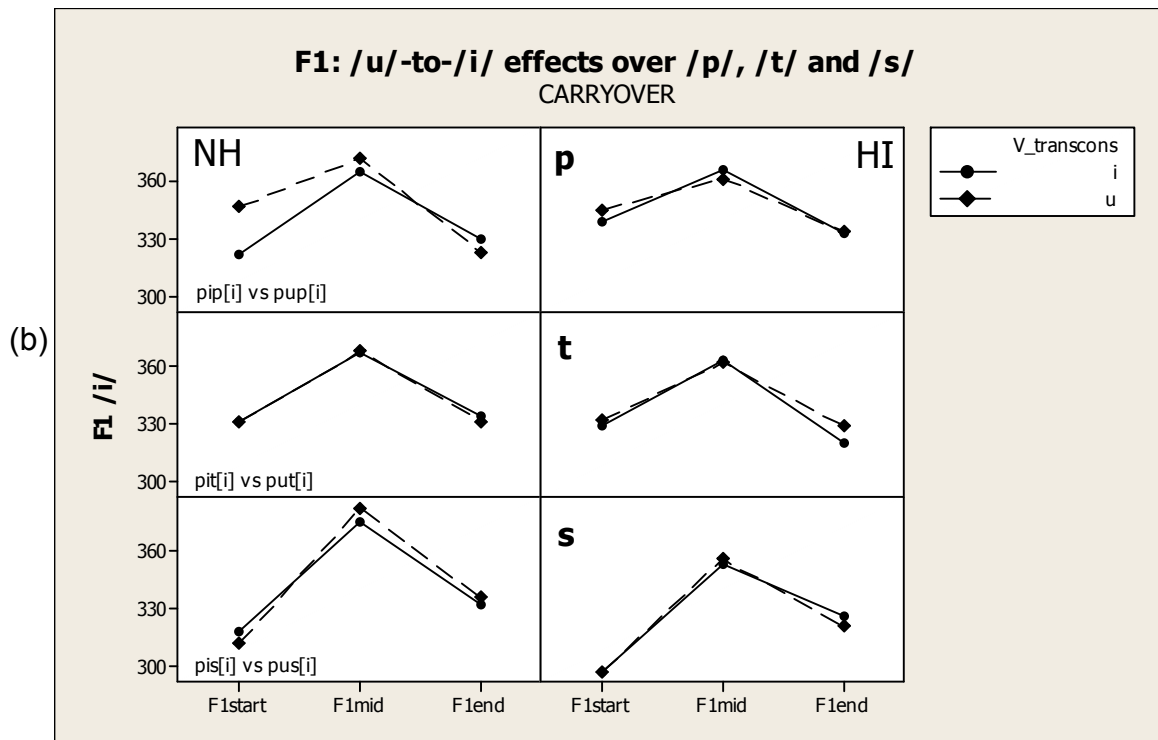 F1: /u/-to-/i/ effects over /p/, /t/ and /s/
CARRYOVER
(b)
F1 /i/
NH
p
HI
360
330
300
pip[i] vs pup[i]
t
360
330
300
pit[i] vs put[i]
s
360
330
300
pis[i] vs pus[i]
F1start
F1mid
F1end
F1start
F1mid
F1end
V_transcons
i
u